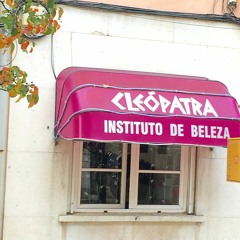 CLEÓPATRA
INSTITUTO DE BELEZA